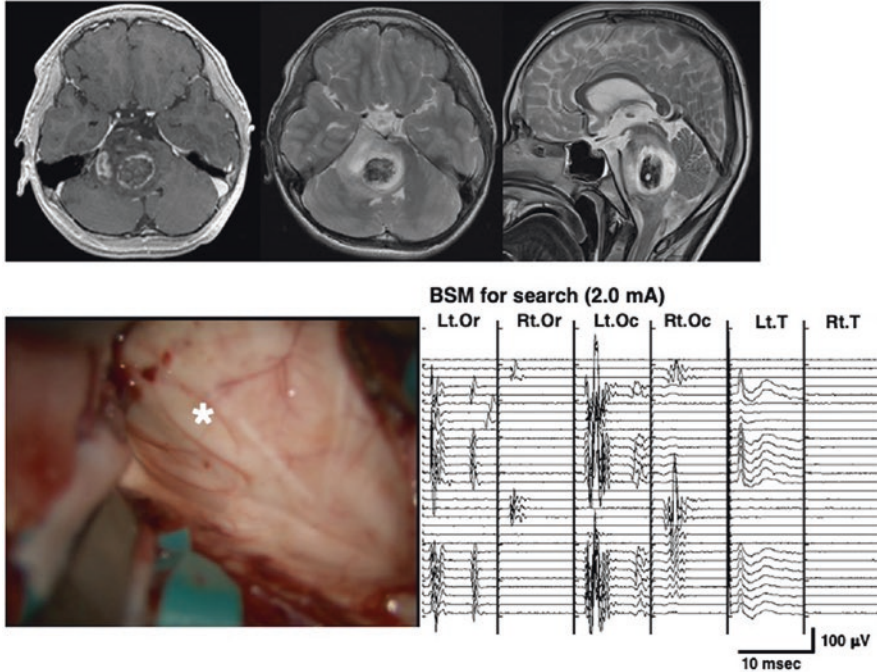 BSM for search (2.0 mA)
Lt.Or Rt.Or Lt.Oc Rt.Oc Lt.T Rt.T
*
100 µV
10 msec